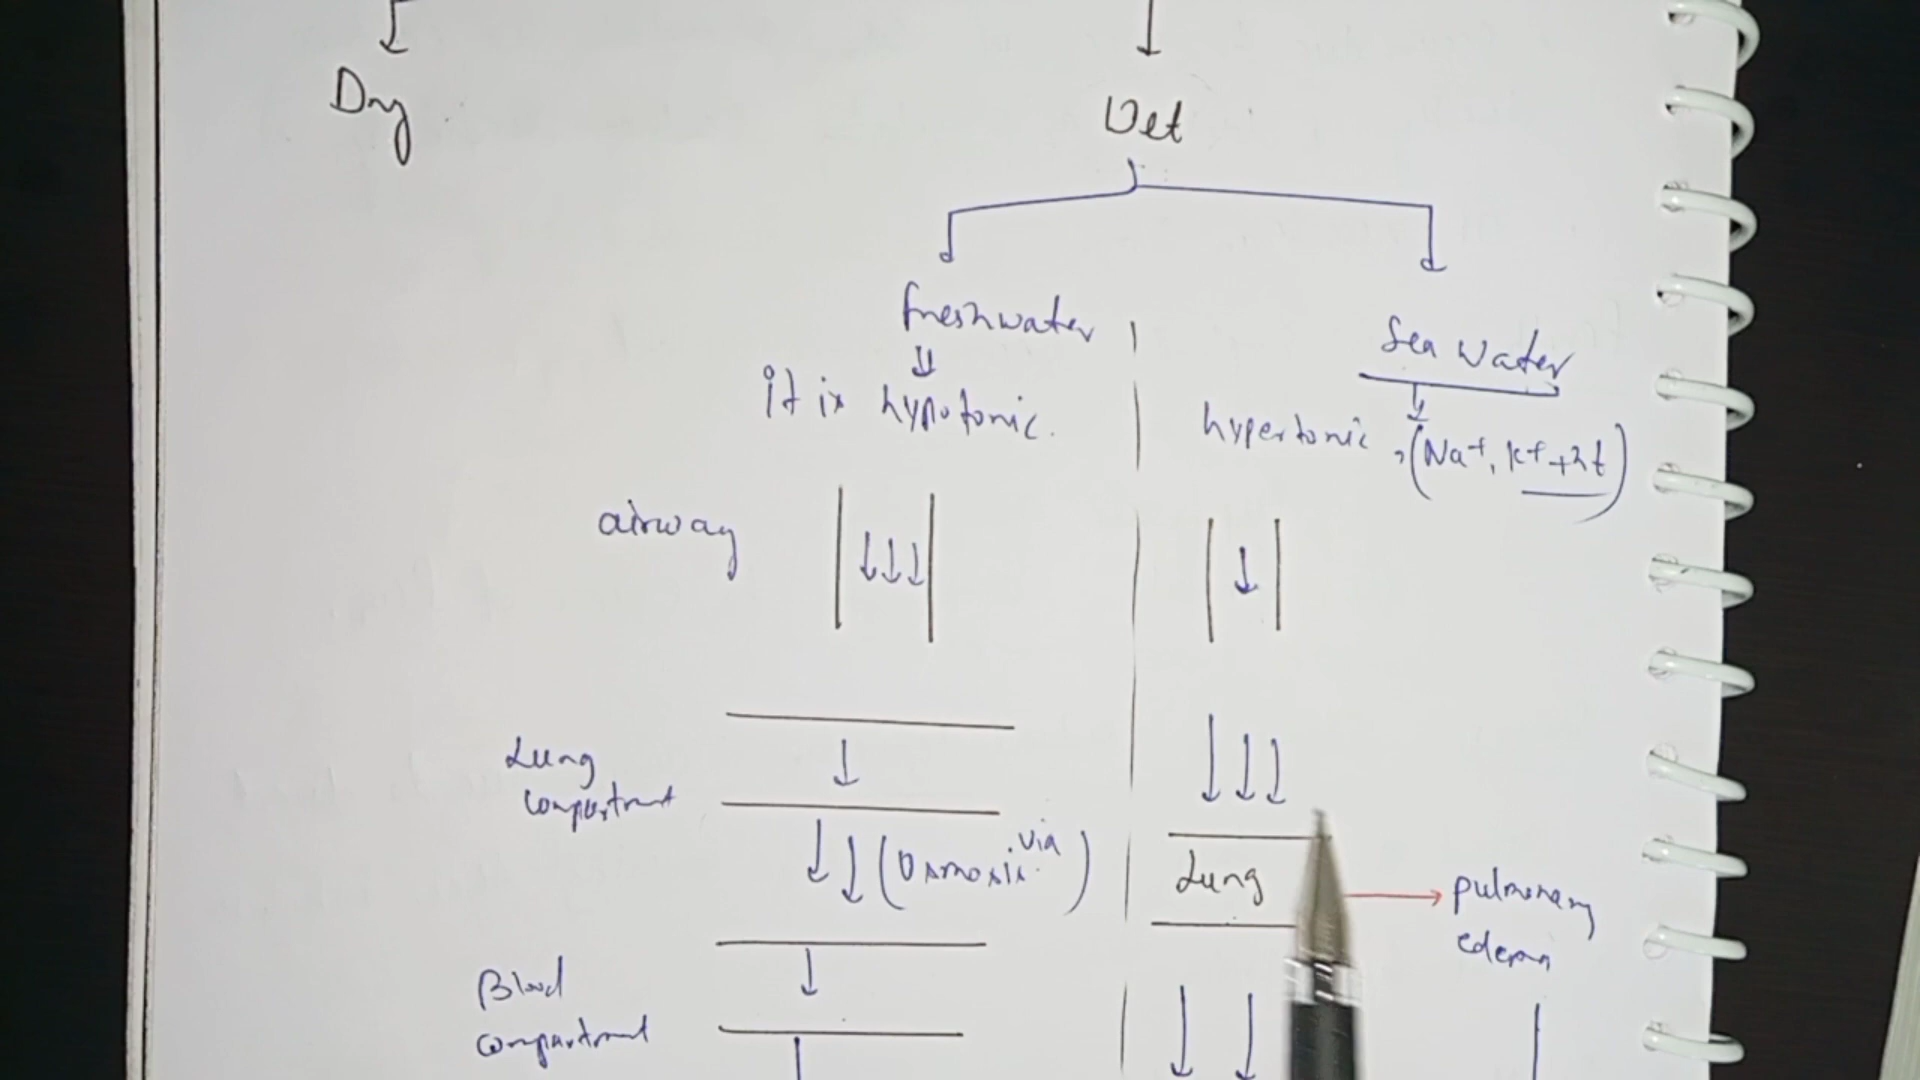 Dry
Wet
freshwater
It is hypotonic.
Sea water
hypertonic, (Na+, K+
airway
Lung
compartment
(Osmosis via)
Lung
pulmonary
edema
Blood
compartment